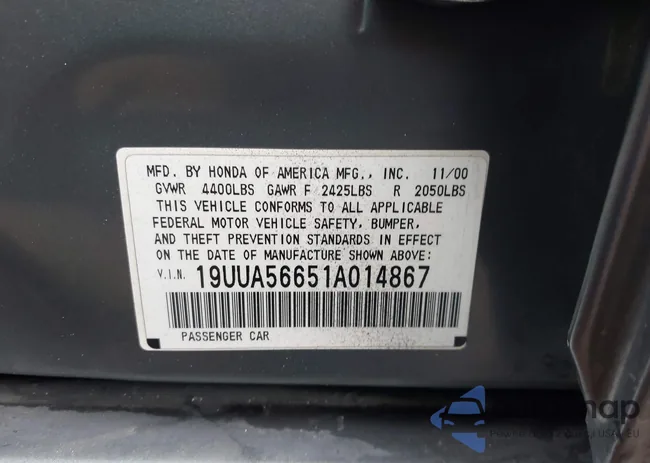 MFD. BY HONDA OF AMERICA MFG., INC. 11/00
GVWR 4400LBS GAWR F 2425LBS R 2050LBS
THIS VEHICLE CONFORMS TO ALL APPLICABLE
FEDERAL MOTOR VEHICLE SAFETY, BUMPER,
AND THEFT PREVENTION STANDARDS IN EFFECT
ON THE DATE OF MANUFACTURE SHOWN ABOVE:
V.I.N. 19UUA56651A014867
PASSENGER CAR